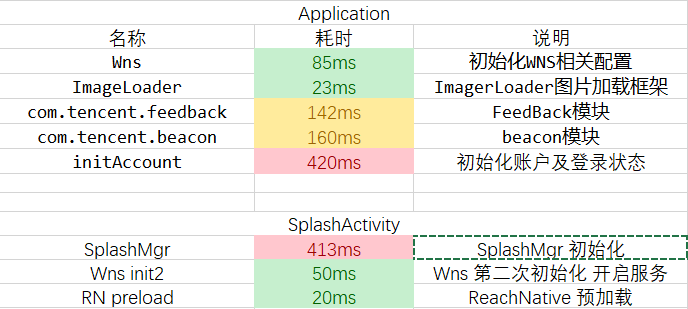 Application
名称 耗时 说明
Wns 85ms 初始化WNS相关配置
ImageLoader 23ms ImagerLoader图片加载框架
com.tencent.feedback 142ms FeedBack模块
com.tencent.beacon 160ms beacon模块
initAccount 420ms 初始化账户及登录状态
SplashActivity
SplashMgr 413ms SplashMgr 初始化
Wns init2 50ms Wns 第二次初始化 开启服务
RN preload 20ms ReachNative 预加载